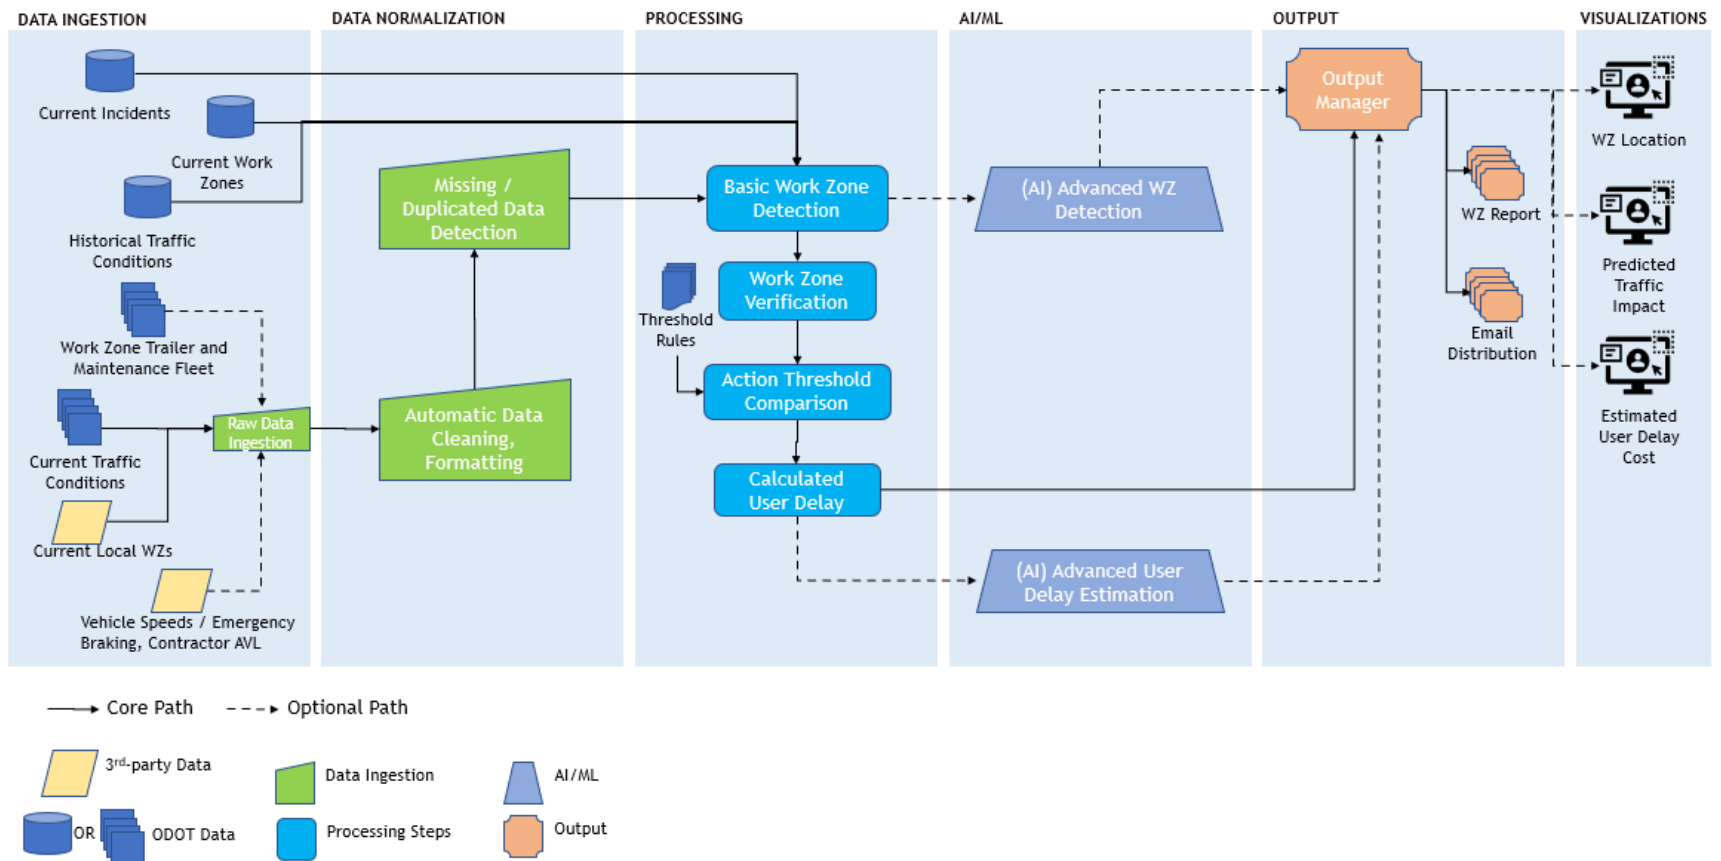 DATA INGESTION
DATA NORMALIZATION
PROCESSING
AI/ML
OUTPUT
VISUALIZATIONS
Current Incidents
Current Work
Zones
Historical Traffic
Conditions
Work Zone Trailer and
Maintenance Fleet
Current Traffic
Conditions
Current Local WZs
Vehicle Speeds / Emergency
Braking, Contractor AVL
Raw Data
Ingestion
Missing /
Duplicated Data
Detection
Automatic Data
Cleaning,
Formatting
Basic Work Zone
Detection
Work Zone
Verification
Threshold
Rules
Action Threshold
Comparison
Calculated
User Delay
(AI) Advanced WZ
Detection
(AI) Advanced User
Delay Estimation
Output
Manager
WZ Report
Email
Distribution
WZ Location
Predicted
Traffic
Impact
Estimated
User Delay
Cost
Core Path
Optional Path
3rd-party Data
Data Ingestion
AI/ML
OR
ODOT Data
Processing Steps
Output